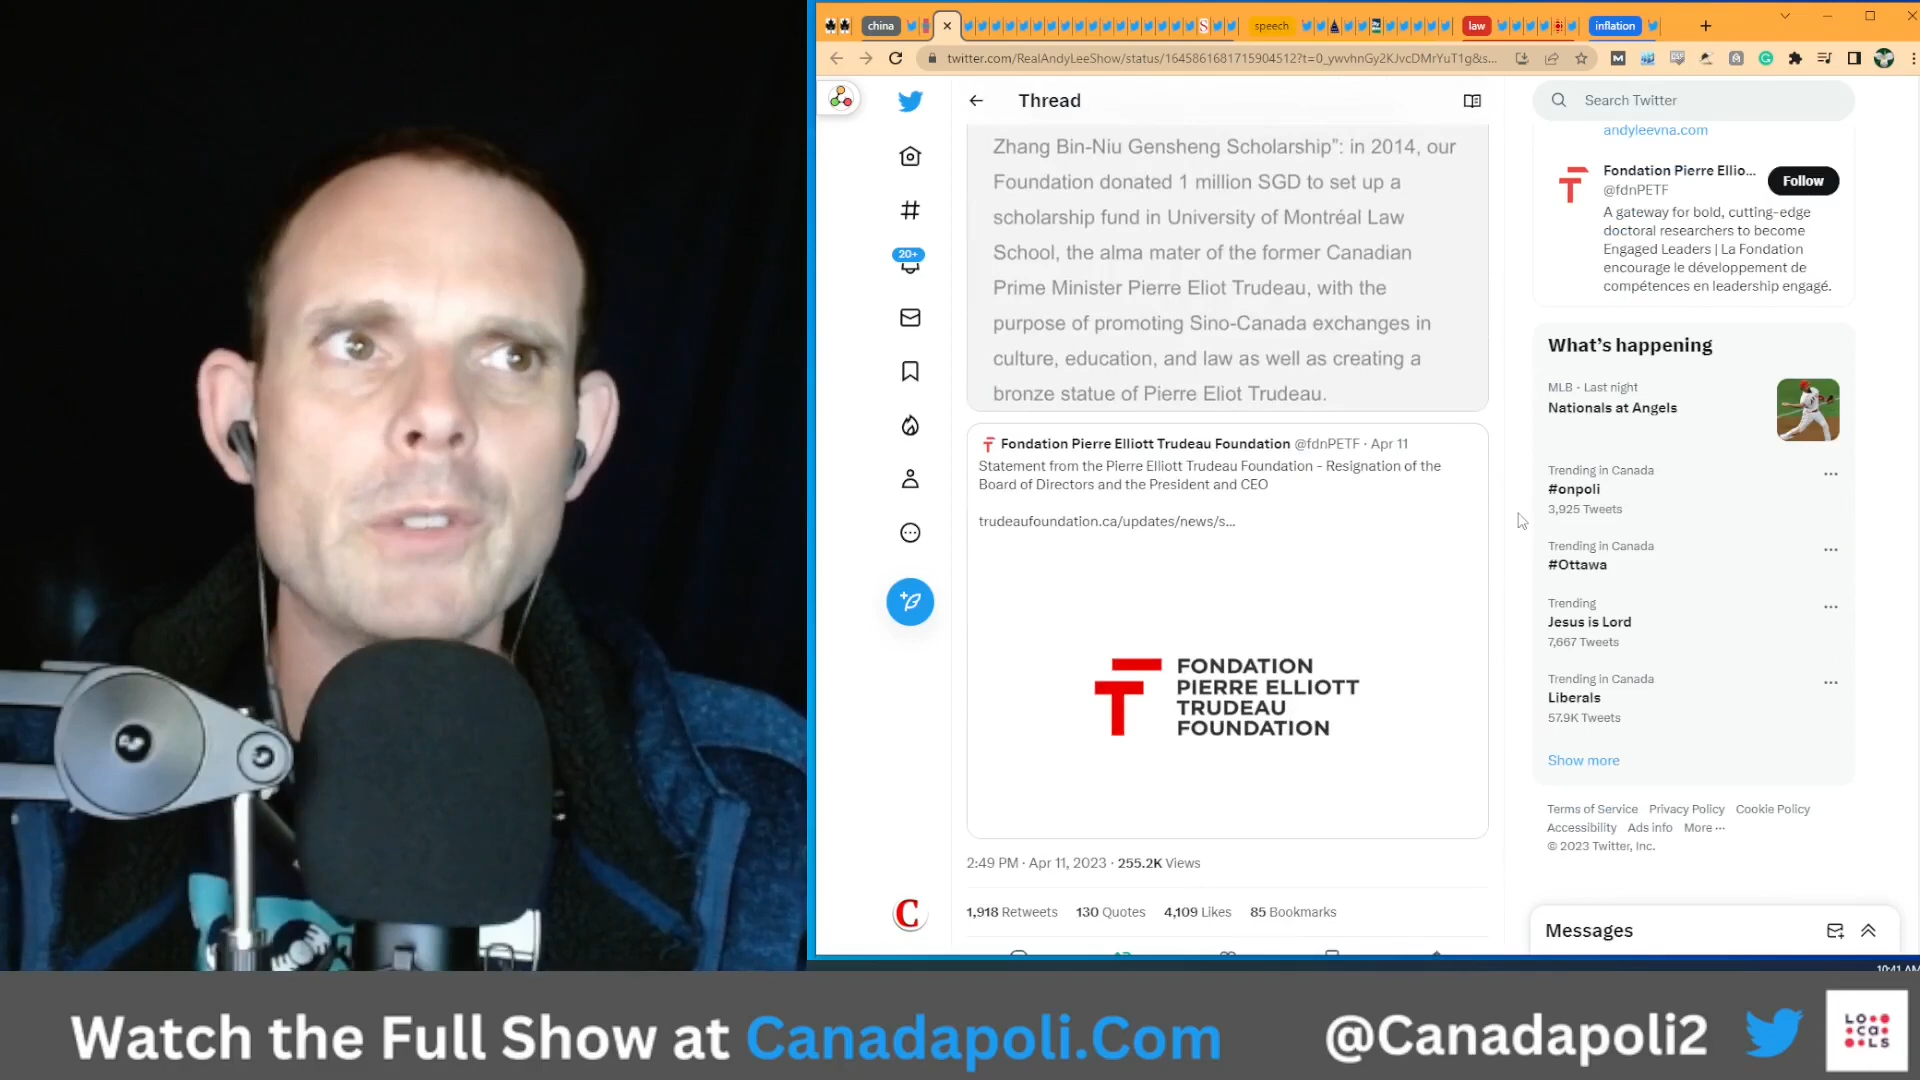 china
speech
law
inflation
twitter.com/RealAndyLeeShow/status/1645861681715904512?t=0_ywvhnGy2KJvcDMrYuT1g&s...
Thread
Search Twitter
20+
Zhang Bin-Niu Gensheng Scholarship”: in 2014, our
Foundation donated 1 million SGD to set up a
scholarship fund in University of Montréal Law
School, the alma mater of the former Canadian
Prime Minister Pierre Eliot Trudeau, with the
purpose of promoting Sino-Canada exchanges in
culture, education, and law as well as creating a
bronze statue of Pierre Eliot Trudeau.
Fondation Pierre Elliott Trudeau Foundation @fdnPETF · Apr 11
Statement from the Pierre Elliott Trudeau Foundation – Resignation of the
Board of Directors and the President and CEO
trudeaufoundation.ca/updates/news/s...
FONDATION
PIERRE ELLIOTT
TRUDEAU
FOUNDATION
2:49 PM · Apr 11, 2023 · 255.2K Views
1,918 Retweets 130 Quotes 4,109 Likes 85 Bookmarks
andyleevna.com
Fondation Pierre Ellio...
@fdnPETF
Follow
A gateway for bold, cutting-edge
doctoral researchers to become
Engaged Leaders | La Fondation
encourage le développement de
compétences en leadership engagé.
What’s happening
MLB · Last night
Nationals at Angels
Trending in Canada
#onpoli
3,925 Tweets
Trending in Canada
#Ottawa
Trending
Jesus is Lord
7,667 Tweets
Trending in Canada
Liberals
57.9K Tweets
Show more
Terms of Service Privacy Policy Cookie Policy
Accessibility Ads info More ···
© 2023 Twitter, Inc.
Messages
C
10:41 AM
Watch the Full Show at Canadapoli.Com
@Canadapoli2
LO
ca
LS